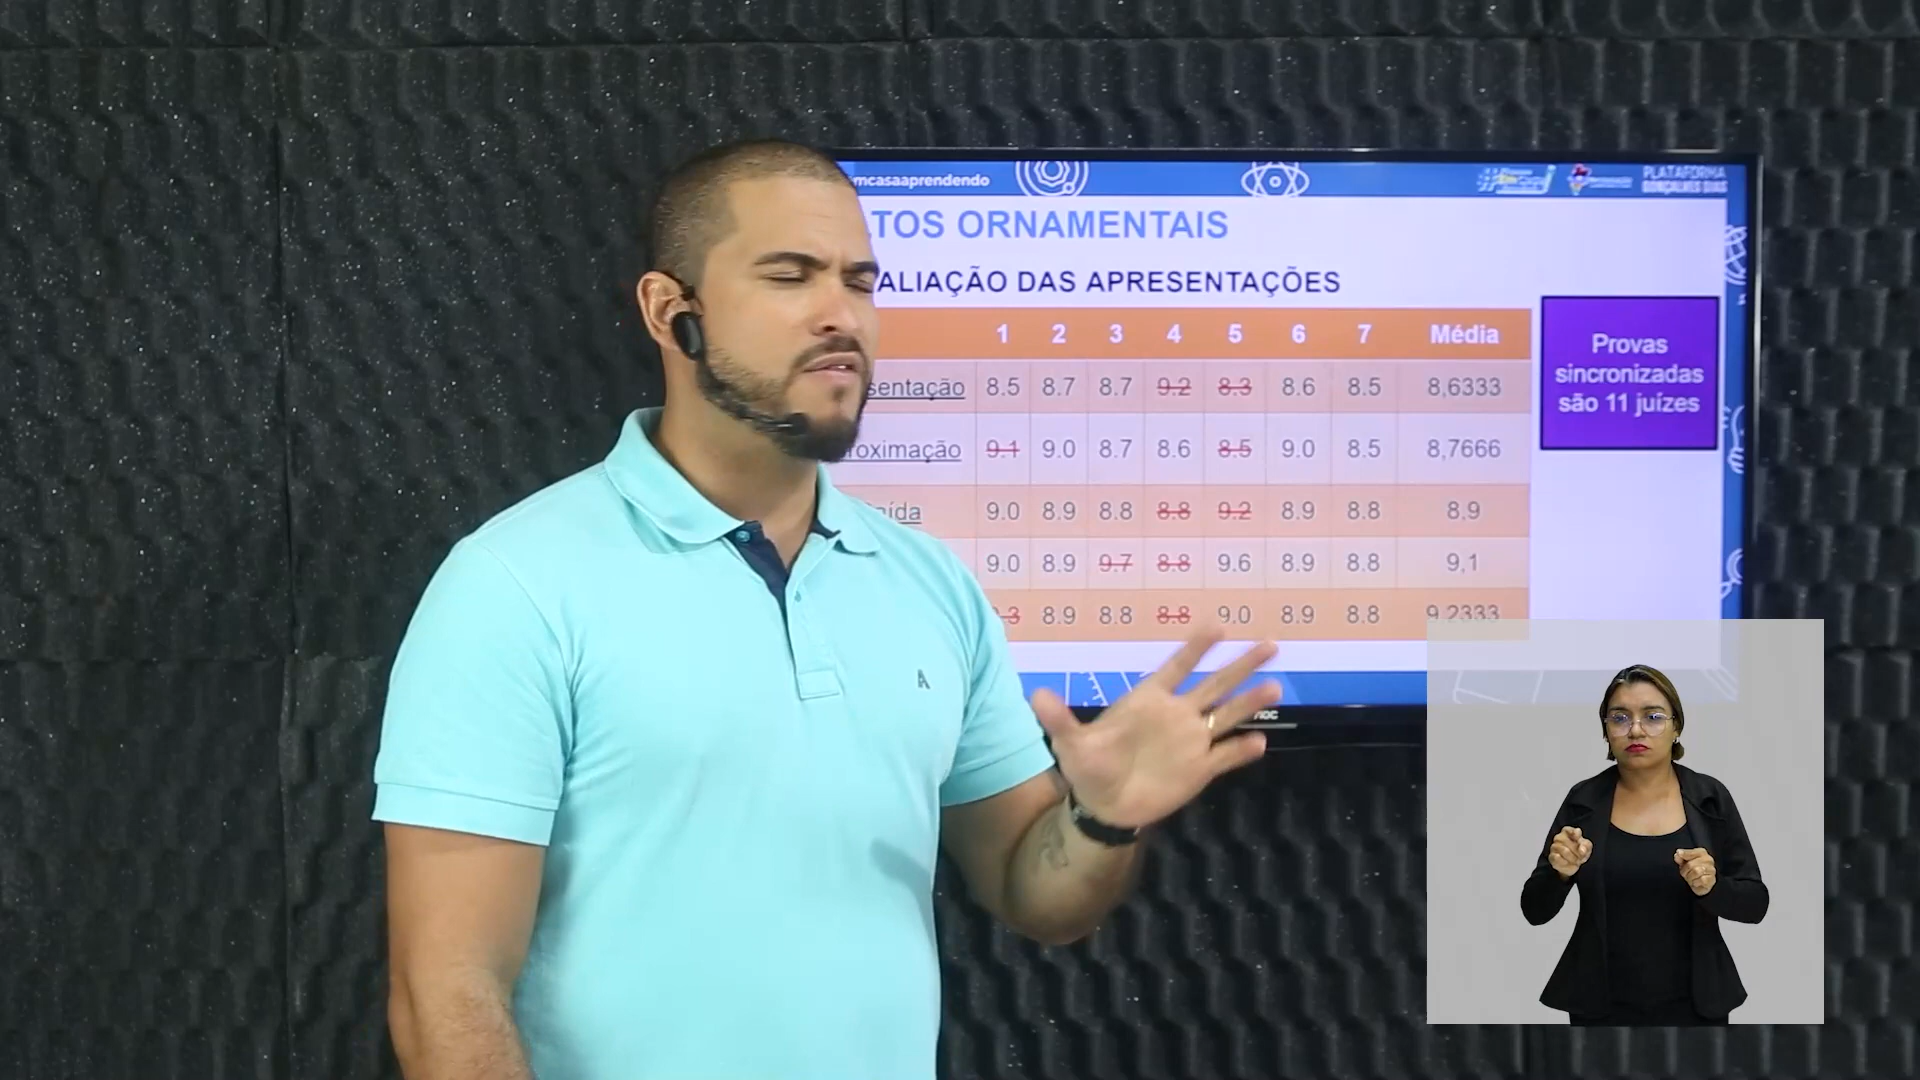 mcasaaprendendo
PLATAFORMA
GONÇALVES DIAS
TOS ORNAMENTAIS
ALIAÇÃO DAS APRESENTAÇÕES
1 2 3 4 5 6 7 Média
sentação 8.5 8.7 8.7 9.2 8.3 8.6 8.5 8,6333
roximação 9.1 9.0 8.7 8.6 8.5 9.0 8.5 8,7666
ída 9.0 8.9 8.8 8.8 9.2 8.9 8.8 8,9
9.0 8.9 9.7 8.8 9.6 8.9 8.8 9,1
.3 8.9 8.8 8.8 9.0 8.9 8.8 9,2333
Provas
sincronizadas
são 11 juízes
A
AOC